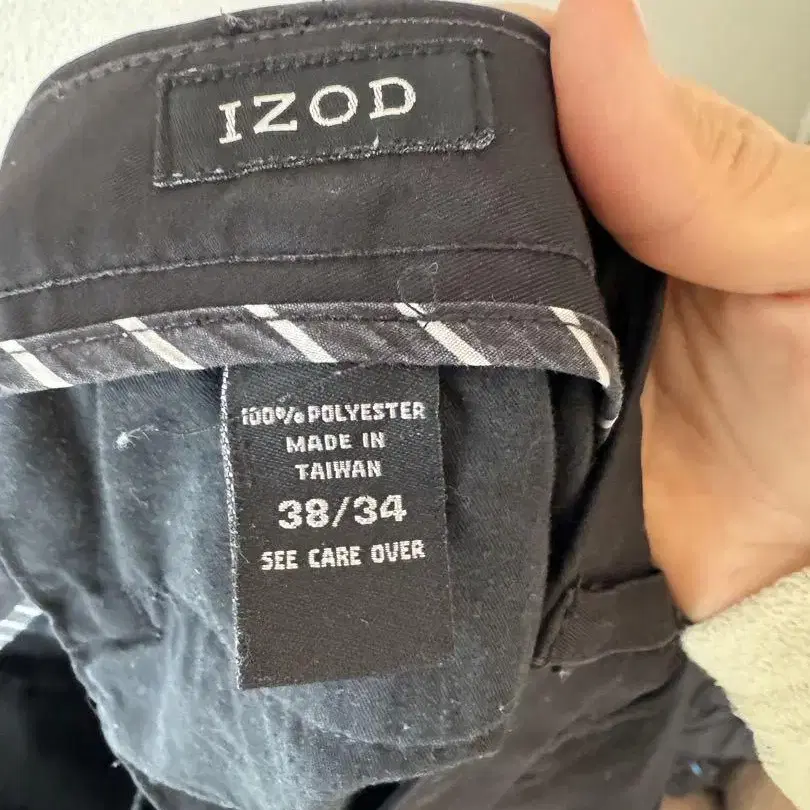 IZOD
100% POLYESTER
MADE IN
TAIWAN
38/34
SEE CARE OVER